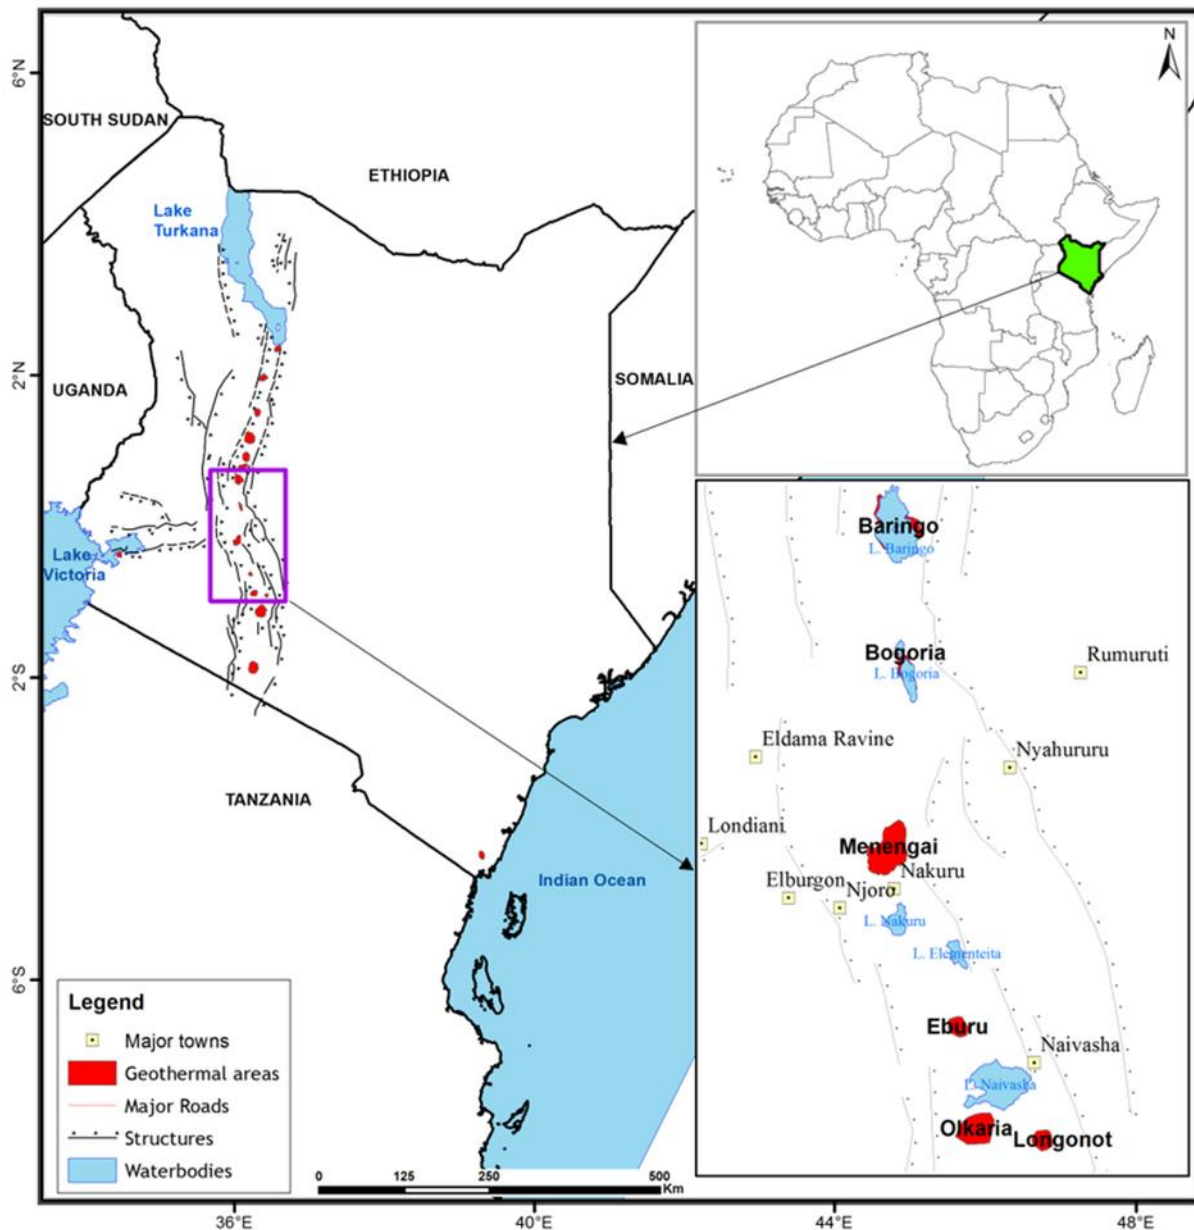 6°N
2°N
2°S
6°S
SOUTH SUDAN
ETHIOPIA
Lake
Turkana
UGANDA
SOMALIA
Lake
Victoria
TANZANIA
Indian Ocean
N
Baringo
L. Baringo
Bogoria
L. Bogoria
Rumuruti
Eldama Ravine
Nyahururu
Londiani
Menengai
Nakuru
Elburgon
Njoro
L. Nakuru
L. Elementeita
Eburu
Naivasha
L. Naivasha
Olkaria
Longonot
Legend
Major towns
Geothermal areas
Major Roads
Structures
Waterbodies
0 125 250 500
Km
36°E 40°E 44°E 48°E